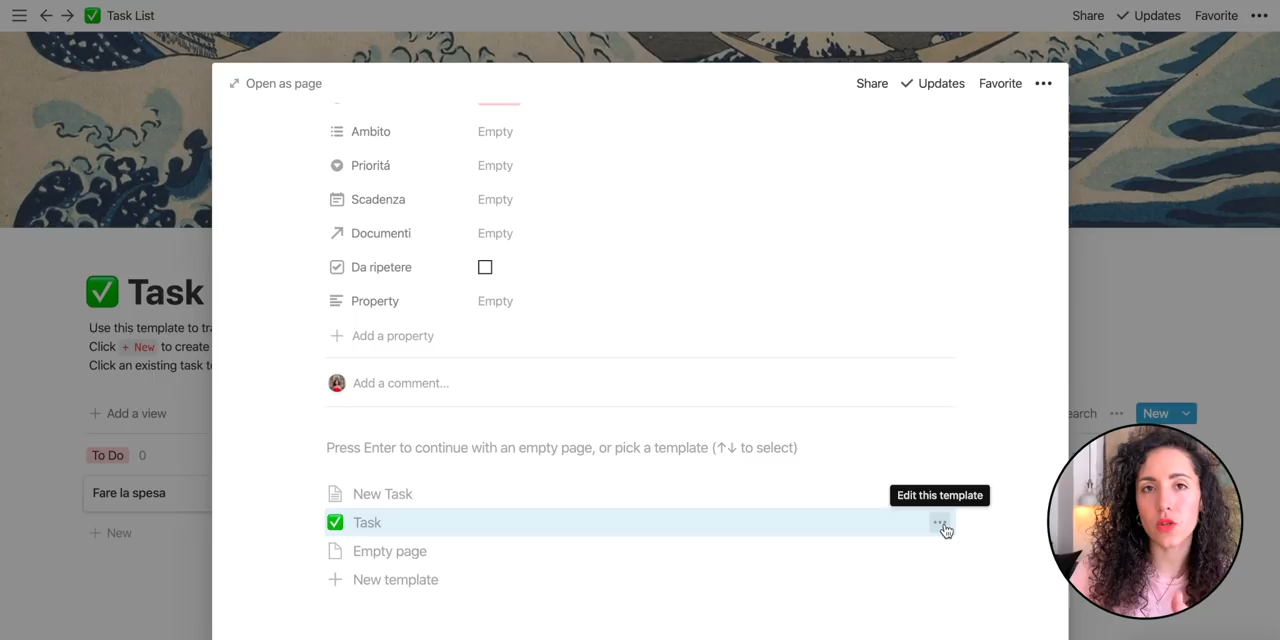 Task List
Share
Updates
Favorite
Open as page
Share
Updates
Favorite
Ambito
Empty
Prioritá
Empty
Scadenza
Empty
Documenti
Empty
Da ripetere
Property
Empty
Add a property
Add a comment...
Press Enter to continue with an empty page, or pick a template (↑↓ to select)
New Task
Edit this template
Task
Empty page
New template
Task
Use this template to tr
Click + New to create
Click an existing task t
Add a view
earch
New
To Do 0
Fare la spesa
New